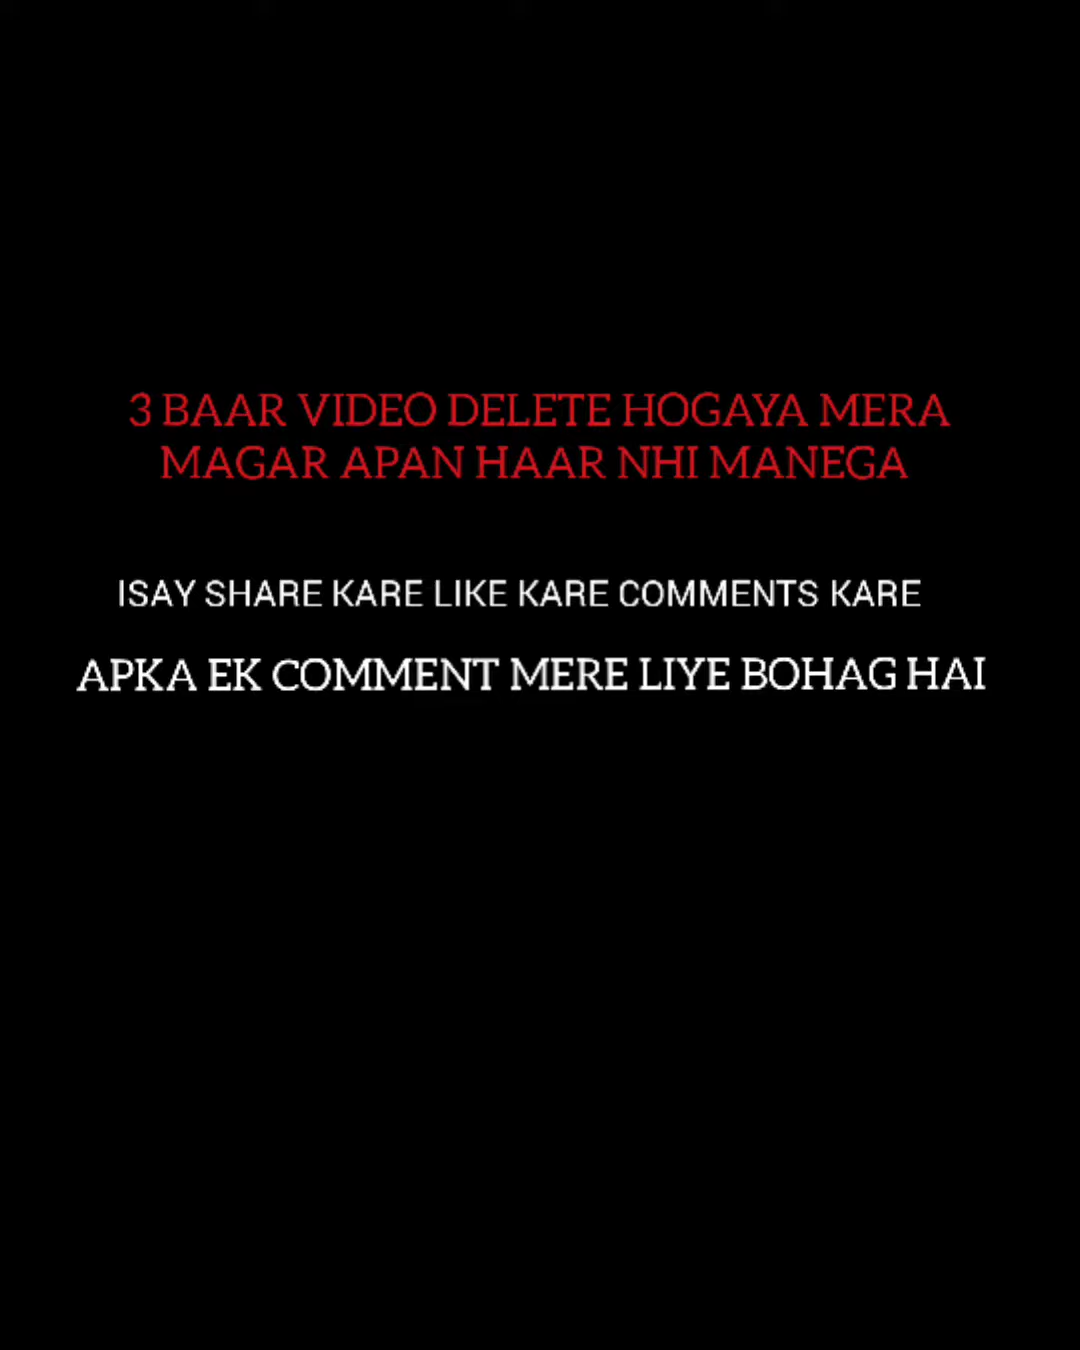 3 BAAR VIDEO DELETE HOGAYA MERA
MAGAR APAN HAAR NHI MANEGA
ISAY SHARE KARE LIKE KARE COMMENTS KARE
APKA EK COMMENT MERE LIYE BOHAG HAI